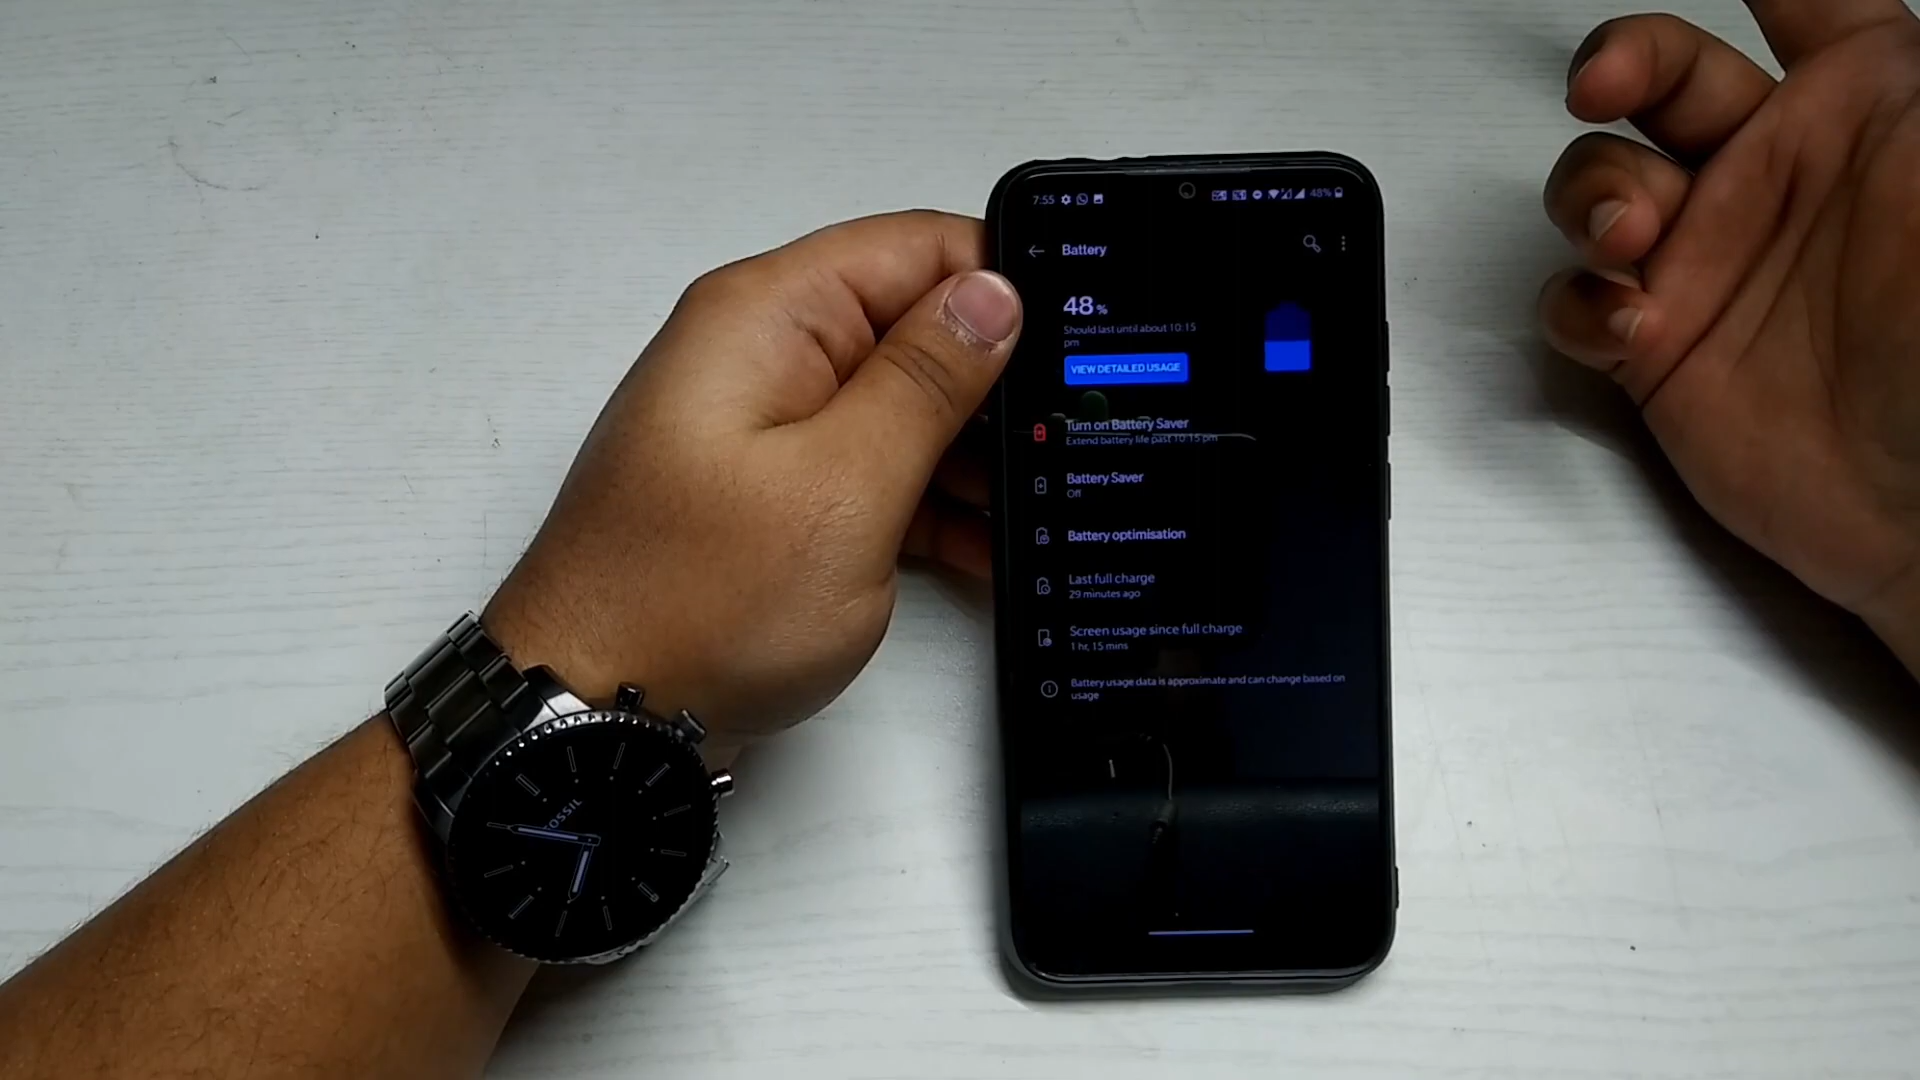 7:55
48%
Battery
48 %
Should last until about 10:15
pm
VIEW DETAILED USAGE
Turn on Battery Saver
Extend battery life past 10:15 pm
Battery Saver
Off
Battery optimisation
Last full charge
29 minutes ago
Screen usage since full charge
1 hr, 15 mins
Battery usage data is approximate and can change based on
usage
FOSSIL